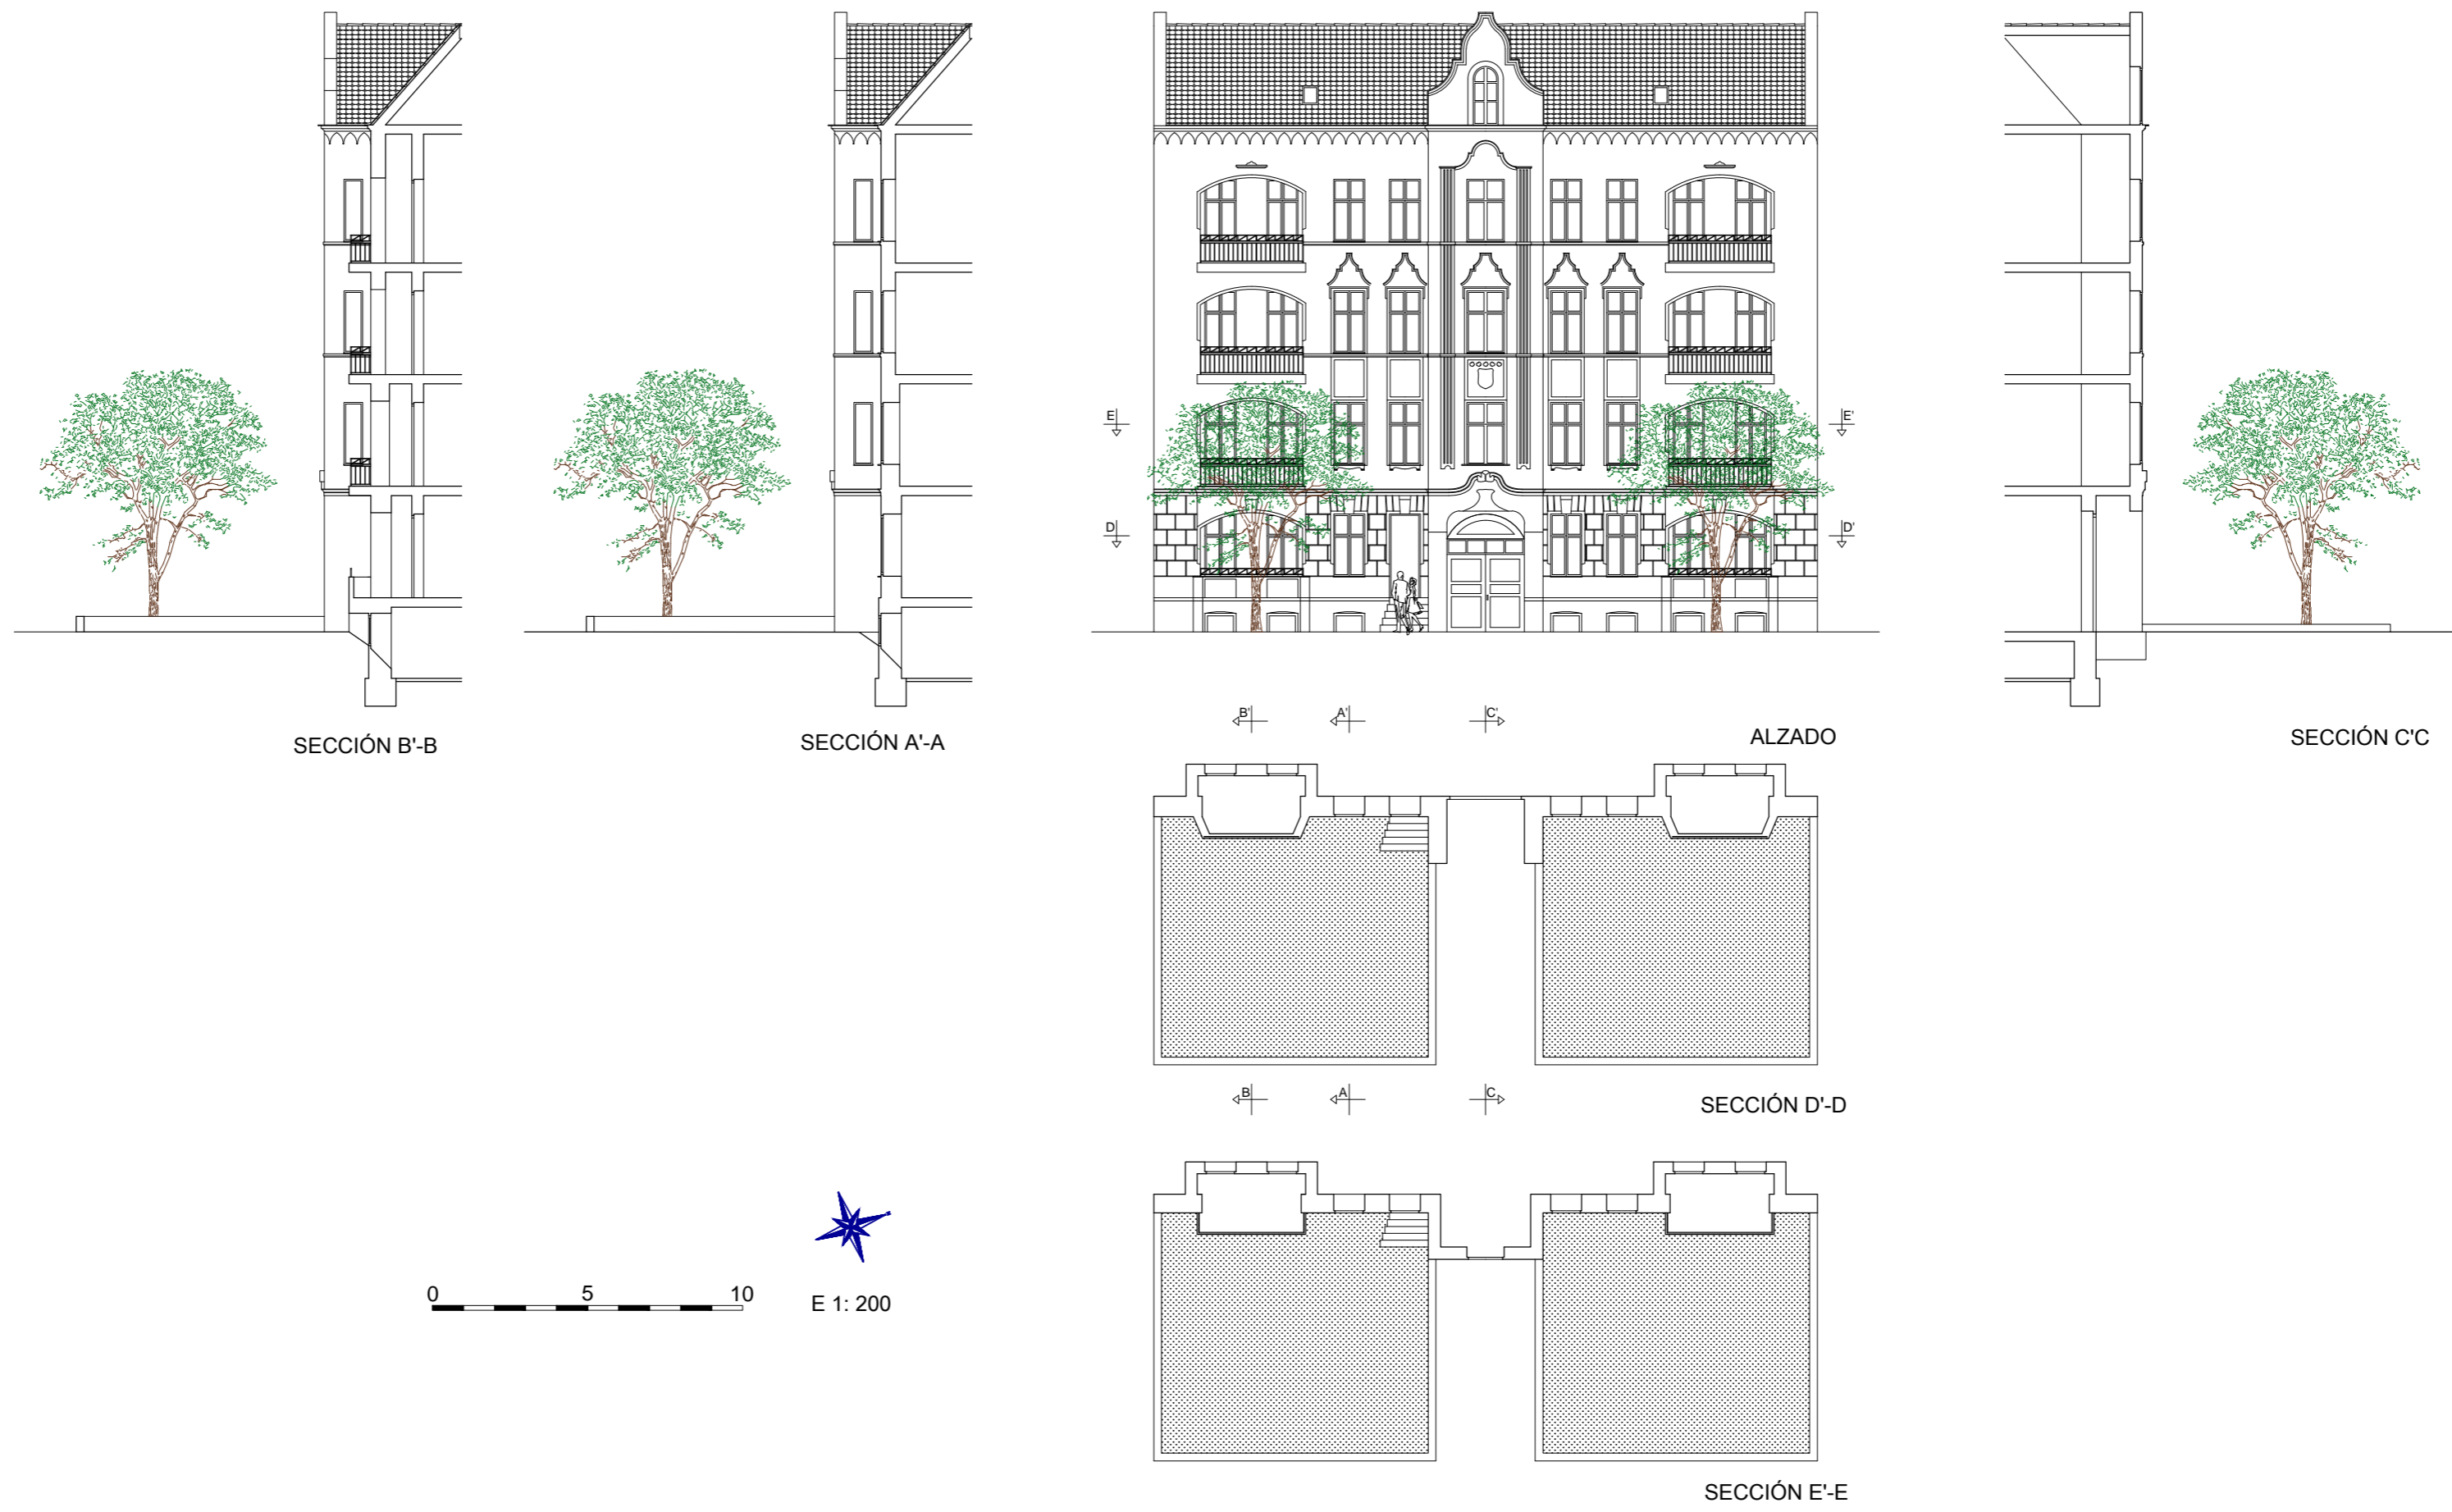 E E'
D D'
B' A' C'
SECCIÓN B'-B
SECCIÓN A'-A
ALZADO
SECCIÓN C'C
B A C
SECCIÓN D'-D
0 5 10
E 1: 200
SECCIÓN E'-E